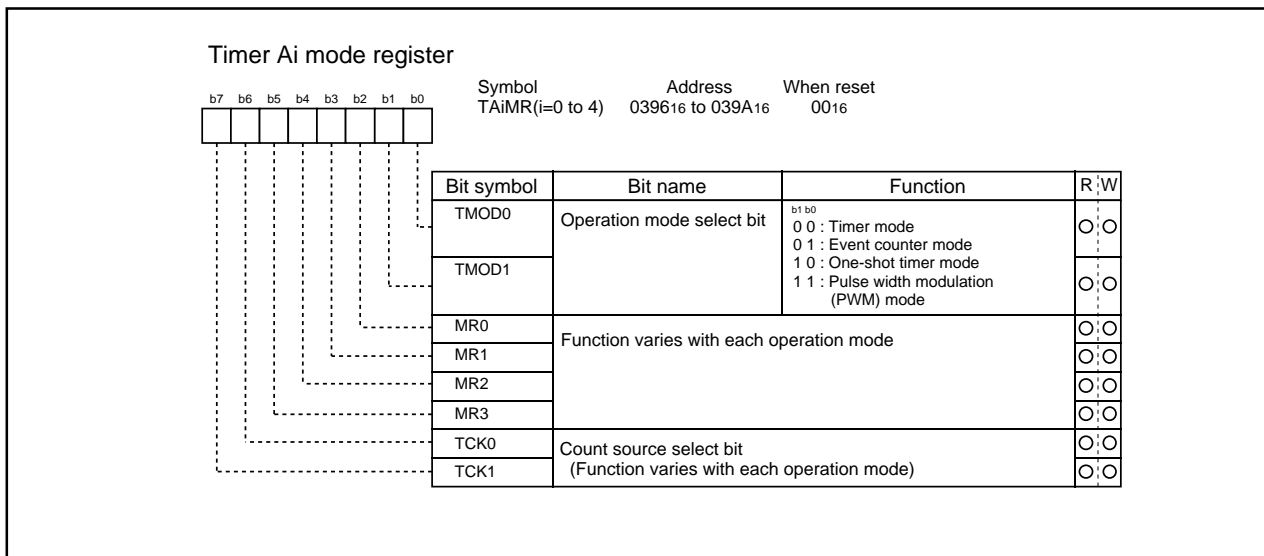 Timer Ai mode register
Symbol Address When reset
TAiMR(i=0 to 4) 039616 to 039A16 0016
b7 b6 b5 b4 b3 b2 b1 b0
Bit symbol Bit name Function R W
TMOD0 Operation mode select bit b1 b0
0 0 : Timer mode
0 1 : Event counter mode
TMOD1 1 0 : One-shot timer mode
1 1 : Pulse width modulation
(PWM) mode
MR0 Function varies with each operation mode
MR1
MR2
MR3
TCK0 Count source select bit
TCK1 (Function varies with each operation mode)